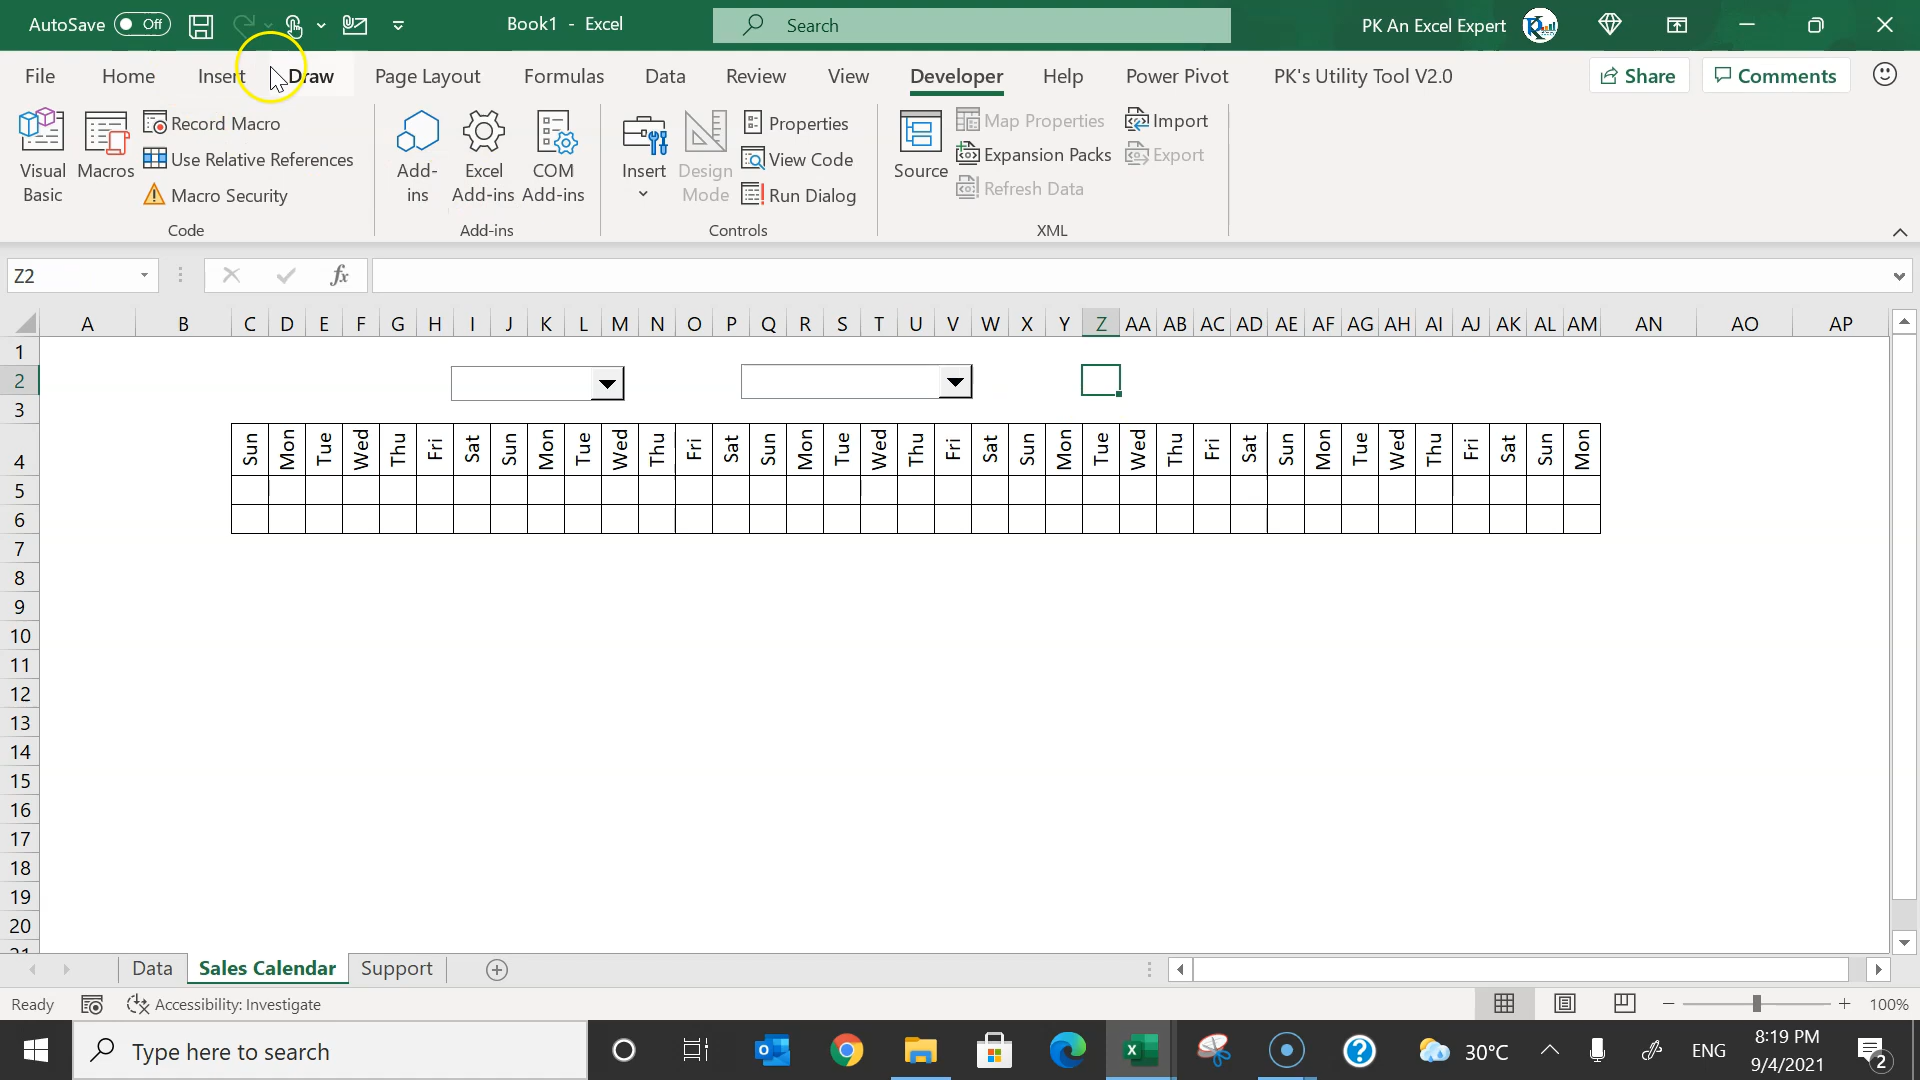 AutoSave Off Book1 - Excel Search PK An Excel Expert
File Home Insert Draw Page Layout Formulas Data Review View Developer Help Power Pivot PK's Utility Tool V2.0 Share Comments
Visual Basic
Macros
Record Macro
Use Relative References
Macro Security
Code
Add-ins
Excel Add-ins
COM Add-ins
Add-ins
Insert
Design Mode
Properties
View Code
Run Dialog
Controls
Source
Map Properties
Expansion Packs
Refresh Data
Import
Export
XML
Z2 fx
A B C D E F G H I J K L M N O P Q R S T U V W X Y Z AA AB AC AD AE AF AG AH AI AJ AK AL AM AN AO AP
1
2
3
4 Sun Mon Tue Wed Thu Fri Sat Sun Mon Tue Wed Thu Fri Sat Sun Mon Tue Wed Thu Fri Sat Sun Mon Tue Wed Thu Fri Sat Sun Mon Tue Wed Thu Fri Sat Sun Mon
5
6
7
8
9
10
11
12
13
14
15
16
17
18
19
20
21
Data Sales Calendar Support
Ready Accessibility: Investigate 100%
Type here to search 30°C ENG 8:19 PM
9/4/2021 2